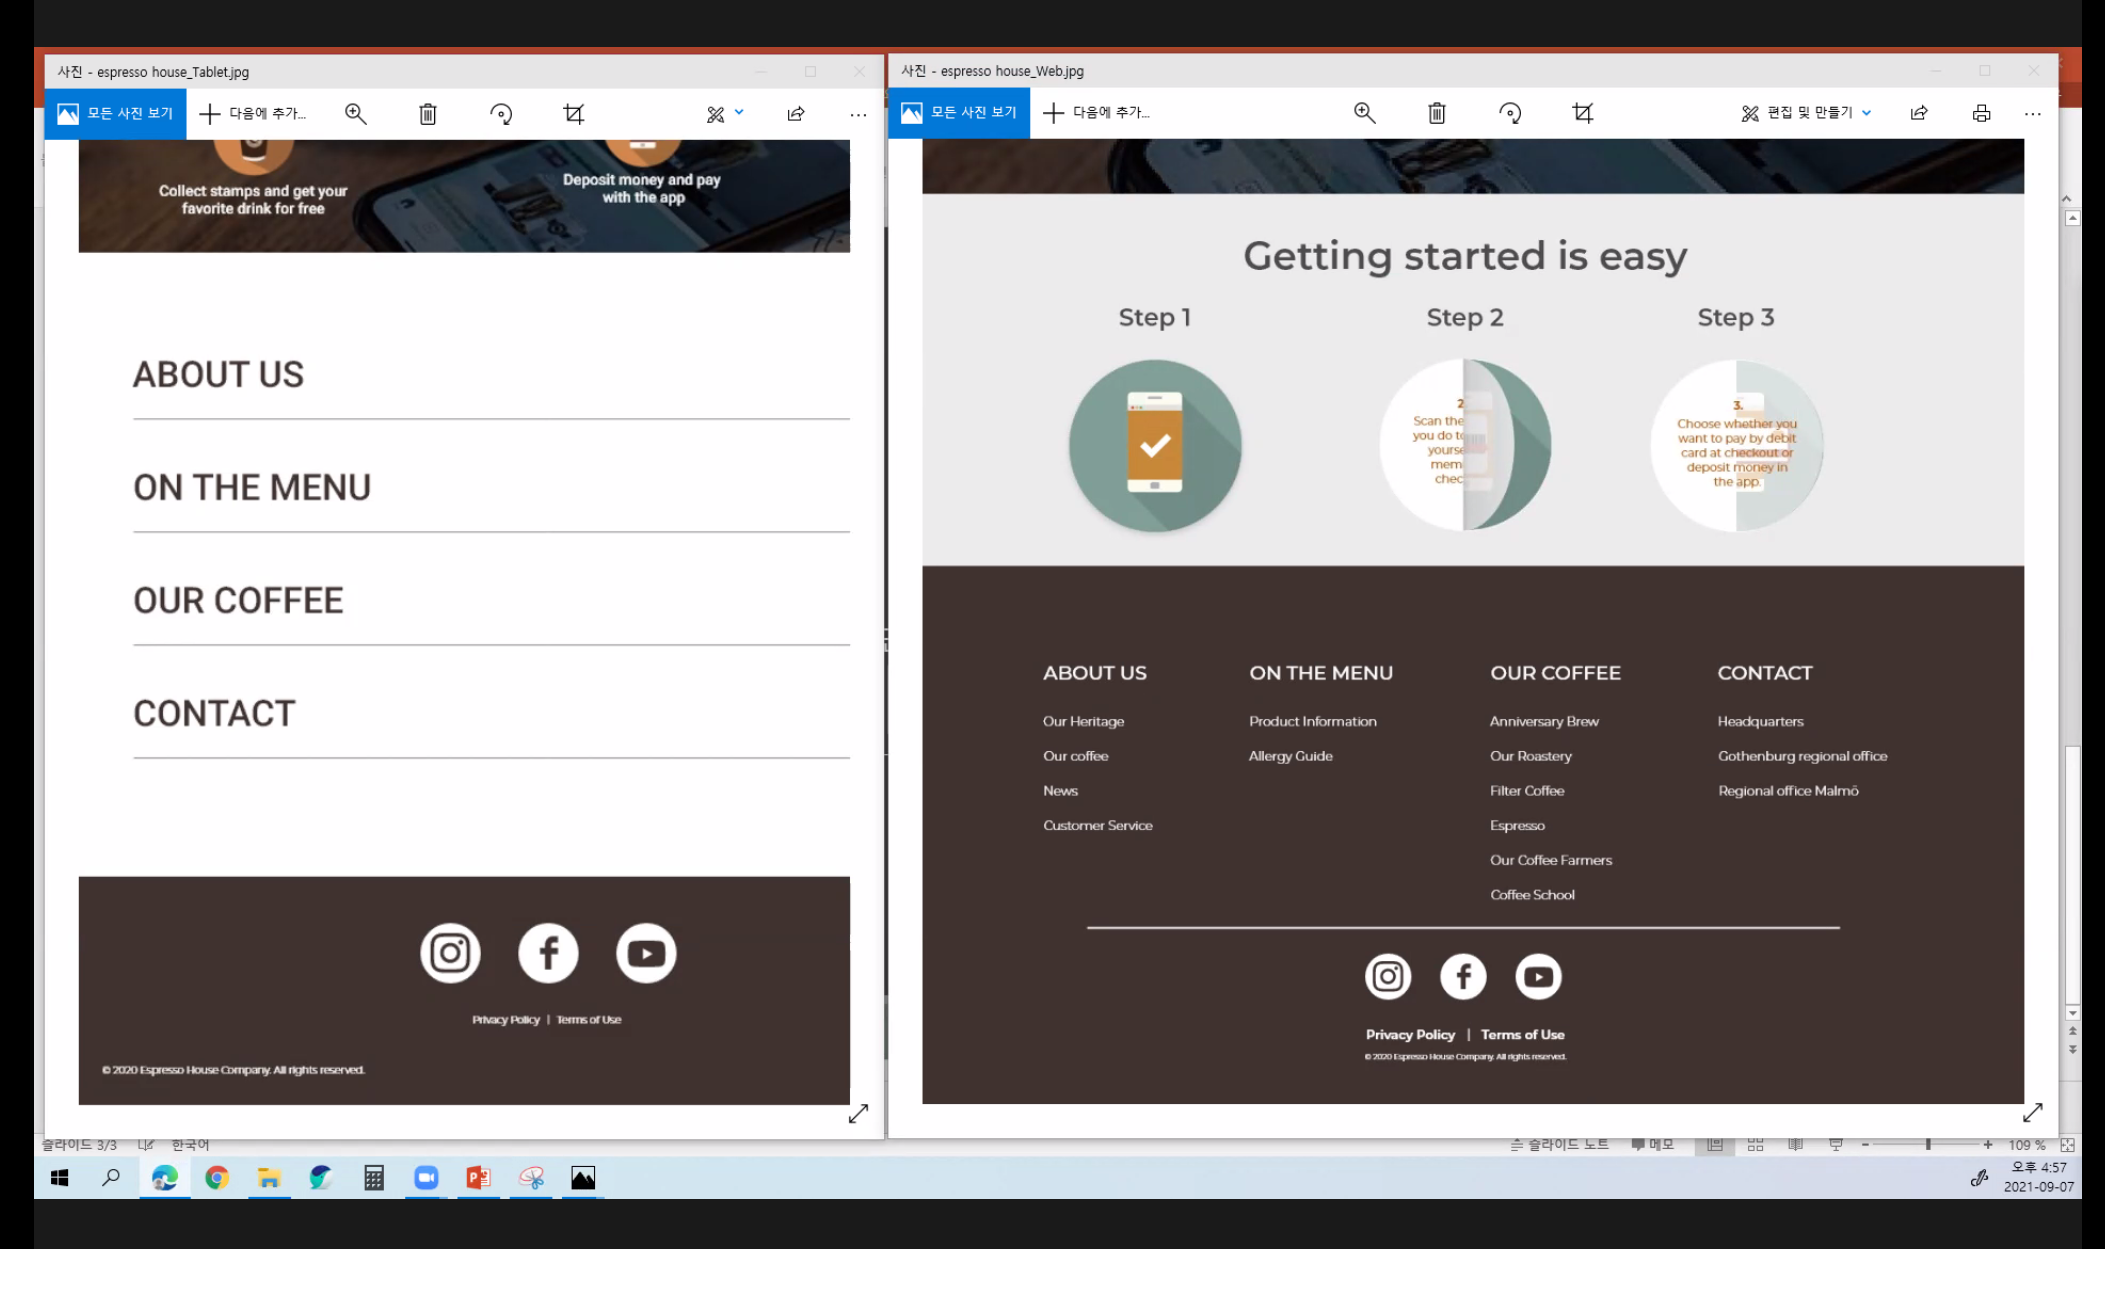 사진 - espresso house_Tablet.jpg
모든 사진 보기
다음에 추가...
Collect stamps and get your
favorite drink for free
Deposit money and pay
with the app
ABOUT US
ON THE MENU
OUR COFFEE
CONTACT
Privacy Policy | Terms of Use
© 2020 Espresso House Company. All rights reserved.
사진 - espresso house_Web.jpg
모든 사진 보기
다음에 추가...
편집 및 만들기
Getting started is easy
Step 1
Step 2
Step 3
2
Scan the
you do to
yourse
mem
chec
3.
Choose whether you
want to pay by debit
card at checkout or
deposit money in
the app.
ABOUT US
Our Heritage
Our coffee
News
Customer Service
ON THE MENU
Product Information
Allergy Guide
OUR COFFEE
Anniversary Brew
Our Roastery
Filter Coffee
Espresso
Our Coffee Farmers
Coffee School
CONTACT
Headquarters
Gothenburg regional office
Regional office Malmö
Privacy Policy | Terms of Use
© 2020 Espresso House Company. All rights reserved.
슬라이드 3/3 한국어
슬라이드 노트 메모 109 %
오후 4:57
2021-09-07